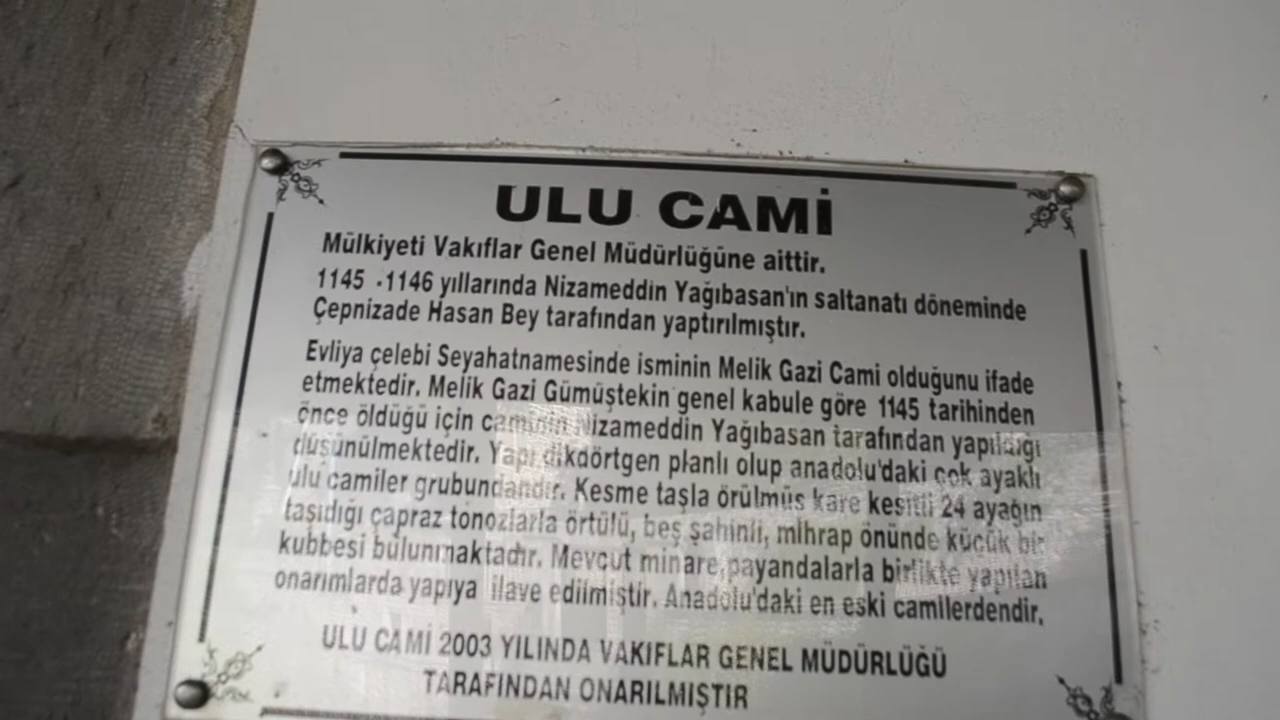 ULU CAMİ
Mülkiyeti Vakıflar Genel Müdürlüğüne aittir.
1145 -1146 yıllarında Nizameddin Yağıbasan'ın saltanatı döneminde
Çepnizade Hasan Bey tarafından yaptırılmıştır.
Evliya çelebi Seyahatnamesinde isminin Melik Gazi Cami olduğunu ifade
etmektedir. Melik Gazi Gümüştekin genel kabule göre 1145 tarihinden
önce öldüğü için caminin Nizameddin Yağıbasan tarafından yapıldığı
düşünülmektedir. Yapı dikdörtgen planlı olup anadolu'daki çok ayaklı
ulu camiler grubundandır. Kesme taşla örülmüş kare kesitli 24 ayağın
taşıdığı çapraz tonozlarla örtülü, beş şahinli, mihrap önünde küçük bir
kubbesi bulunmaktadır. Mevcut minare,payandalarla birlikte yapılan
onarımlarda yapıya ilave edilmiştir. Anadolu'daki en eski camilerdendir.
ULU CAMİ 2003 YILINDA VAKIFLAR GENEL MÜDÜRLÜĞÜ
TARAFINDAN ONARILMIŞTIR